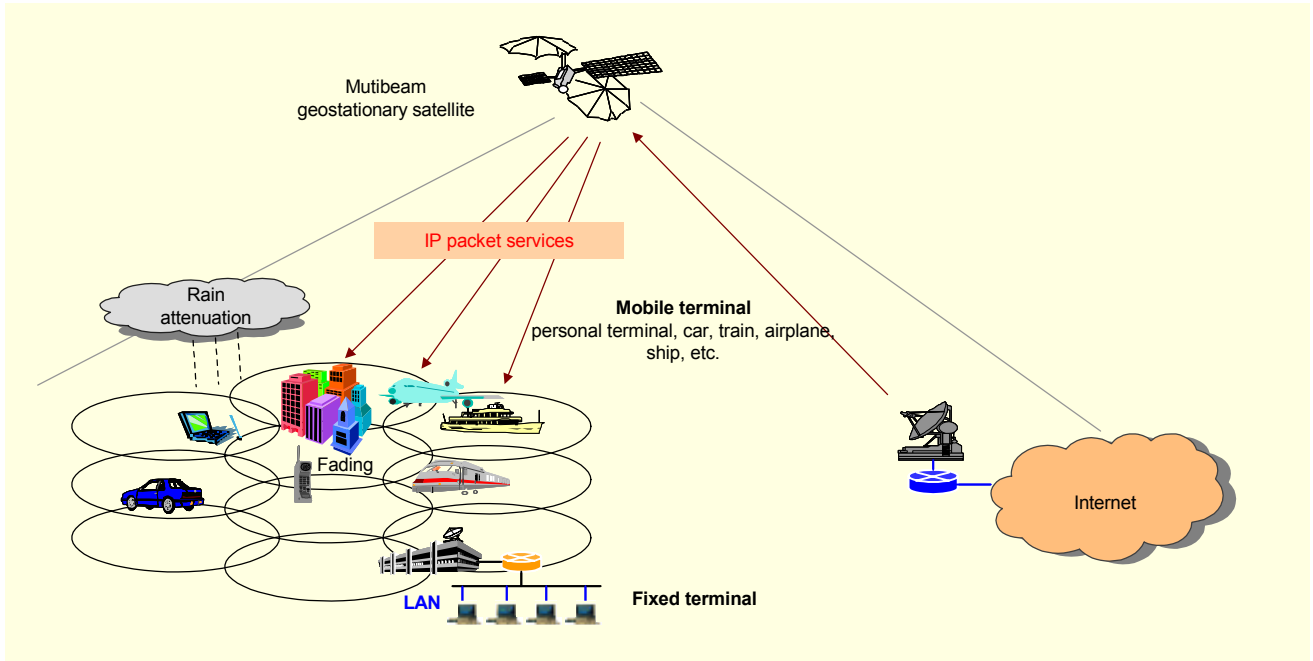 Mutibeam
geostationary satellite
IP packet services
Rain
attenuation
Mobile terminal
personal terminal, car, train, airplane,
ship, etc.
Fading
Internet
LAN
Fixed terminal